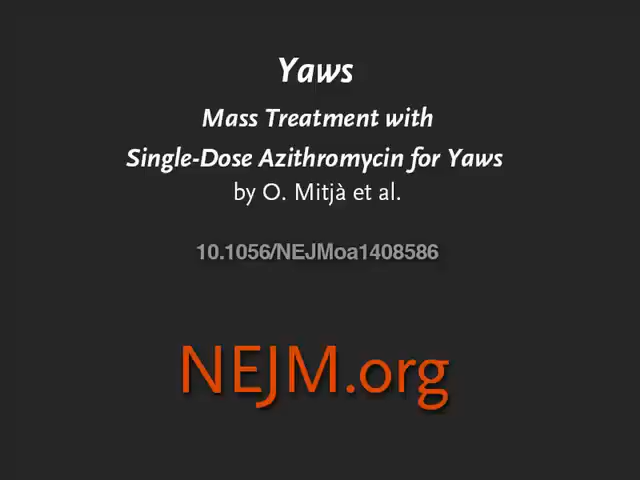 Yaws
Mass Treatment with
Single-Dose Azithromycin for Yaws
by O. Mitjà et al.
10.1056/NEJMoa1408586
NEJM.org